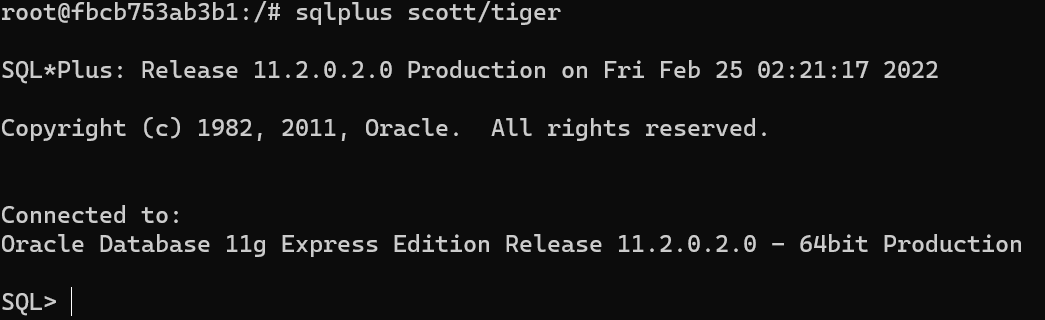 root@fbcb753ab3b1:/# sqlplus scott/tiger
SQL*Plus: Release 11.2.0.2.0 Production on Fri Feb 25 02:21:17 2022
Copyright (c) 1982, 2011, Oracle.  All rights reserved.
Connected to:
Oracle Database 11g Express Edition Release 11.2.0.2.0 - 64bit Production
SQL>